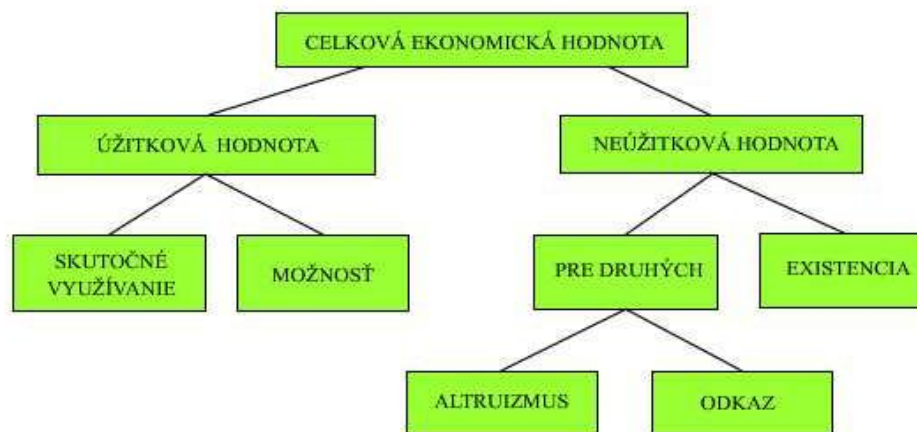 CELKOVÁ EKONOMICKÁ HODNOTA
ÚŽITKOVÁ HODNOTA
NEÚŽITKOVÁ HODNOTA
SKUTOČNÉ
VYUŽÍVANIE
MOŽNOSŤ
PRE DRUHÝCH
EXISTENCIA
ALTRUIZMUS
ODKAZ